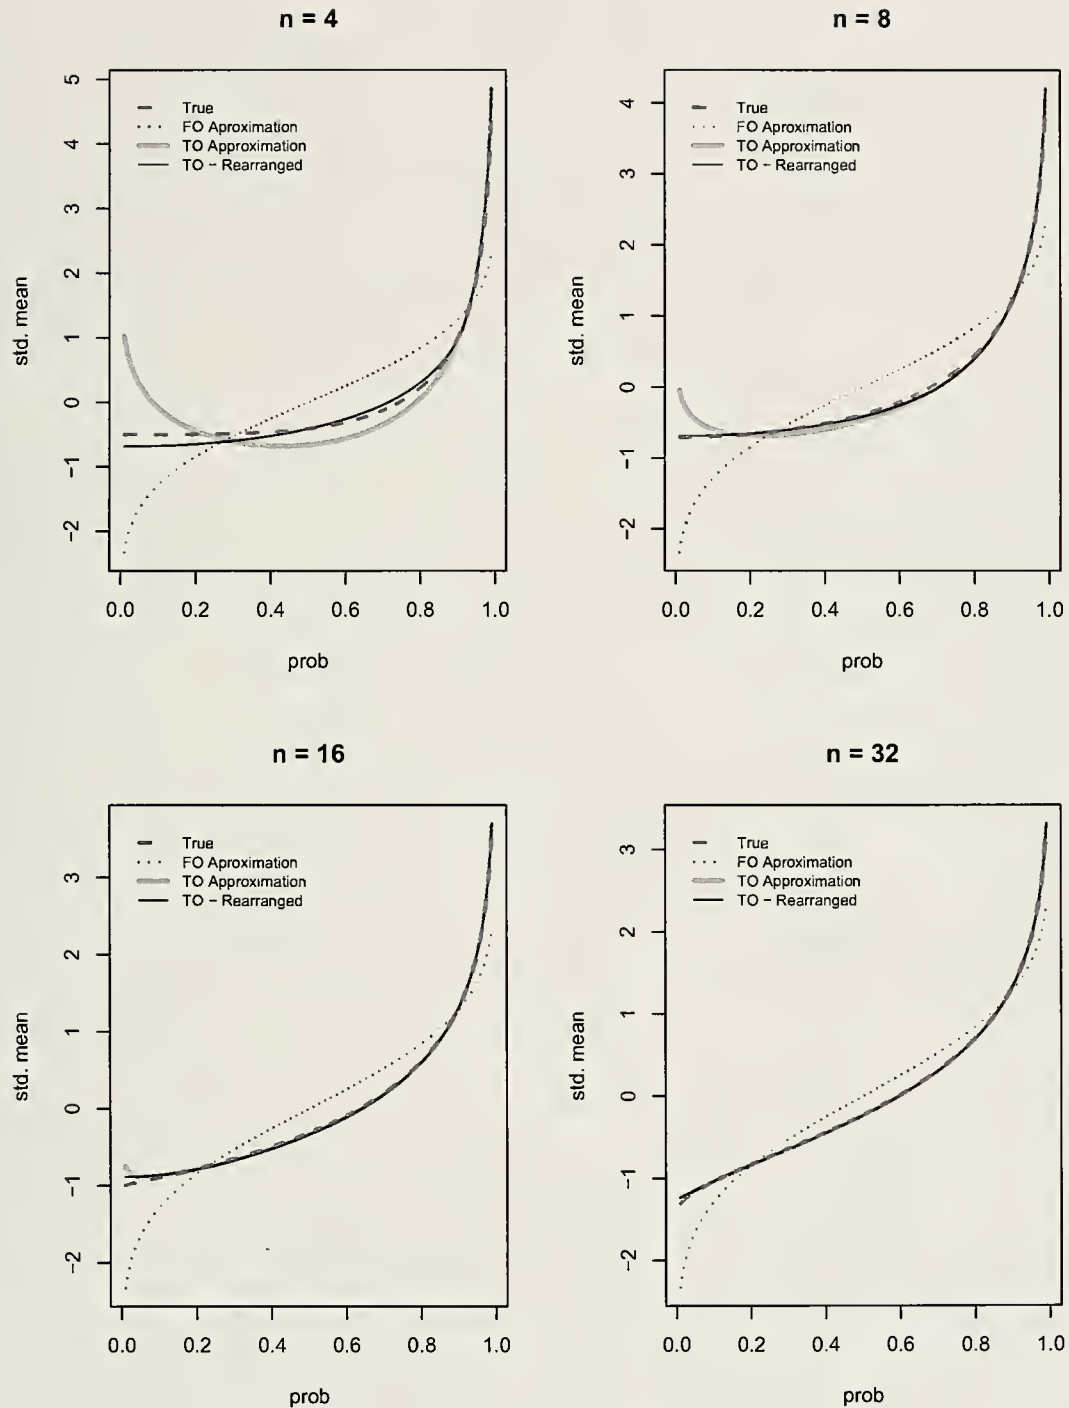 n = 4
5
4
3
2
1
0
−1
−2
std. mean
True
FO Aproximation
TO Approximation
TO − Rearranged
0.0 0.2 0.4 0.6 0.8 1.0
prob
n = 8
4
3
2
1
0
−1
−2
std. mean
True
FO Aproximation
TO Approximation
TO − Rearranged
0.0 0.2 0.4 0.6 0.8 1.0
prob
n = 16
3
2
1
0
−1
−2
std. mean
True
FO Aproximation
TO Approximation
TO − Rearranged
0.0 0.2 0.4 0.6 0.8 1.0
prob
n = 32
3
2
1
0
−1
−2
std. mean
True
FO Aproximation
TO Approximation
TO − Rearranged
0.0 0.2 0.4 0.6 0.8 1.0
prob